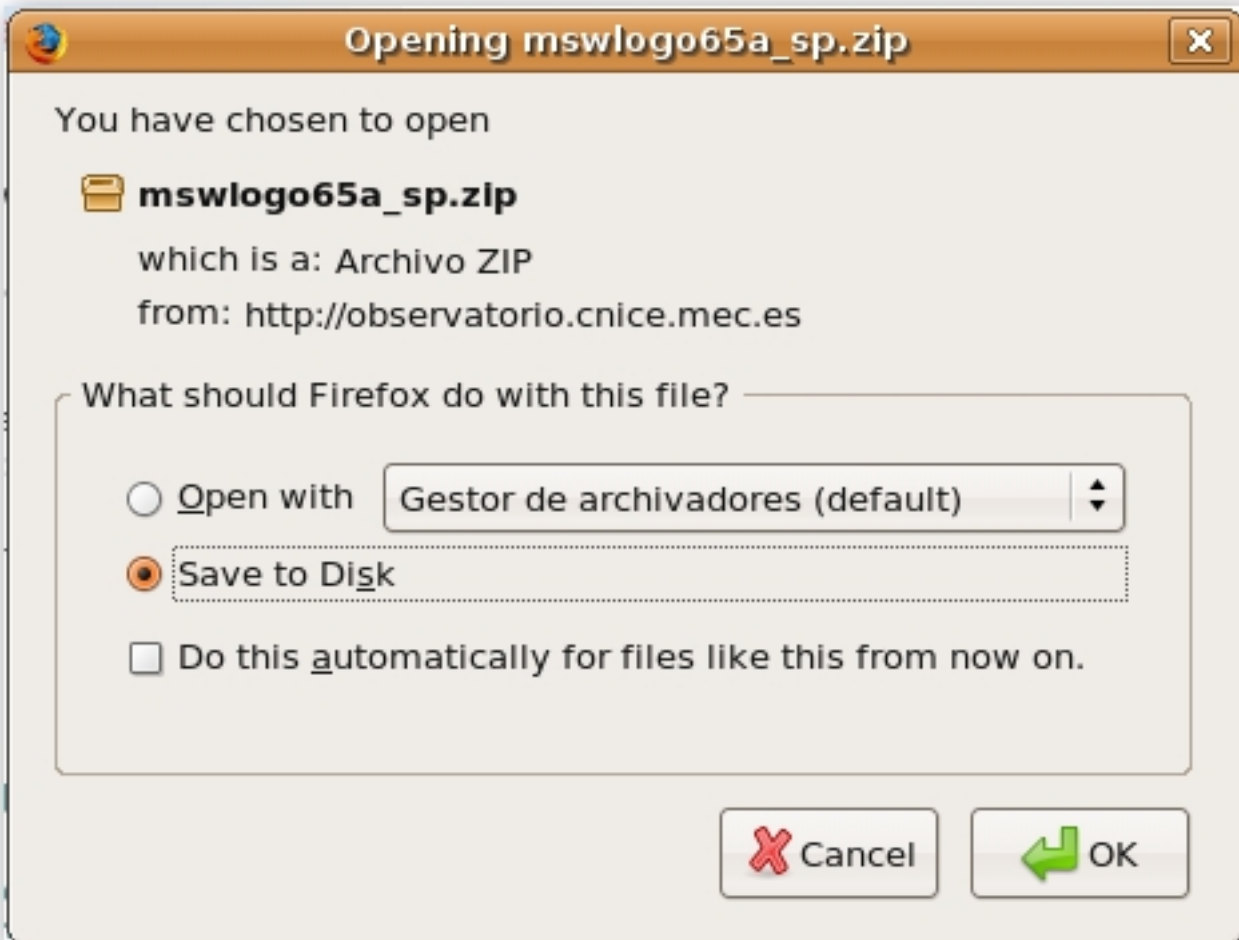 Opening mswlogo65a_sp.zip
You have chosen to open
mswlogo65a_sp.zip
which is a: Archivo ZIP
from: http://observatorio.cnice.mec.es
What should Firefox do with this file?
Open with Gestor de archivadores (default)
Save to Disk
Do this automatically for files like this from now on.
Cancel OK